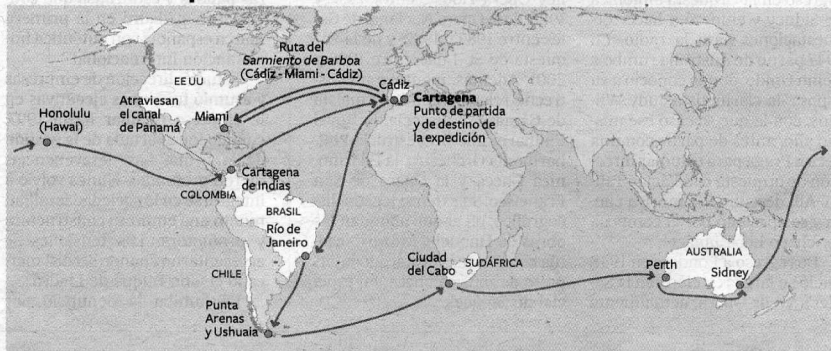 Ruta del
Sarmiento de Barboa
(Cádiz - Miami - Cádiz)
EE UU
Atraviesan
el canal
de Panamá
Miami
Honolulu
(Hawai)
Cádiz
Cartagena
Punto de partida
y de destino de
la expedición
Cartagena
de Indias
COLOMBIA
BRASIL
Río de
Janeiro
CHILE
Punta
Arenas
y Ushuaia
Ciudad
del Cabo
SUDÁFRICA
Perth
AUSTRALIA
Sidney